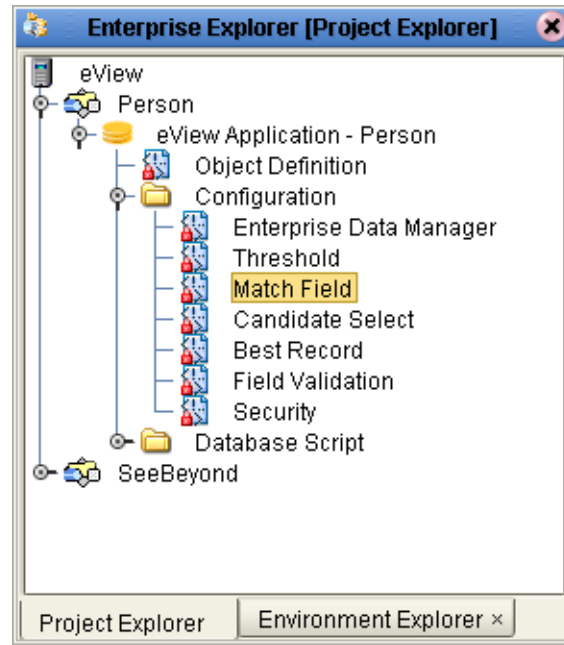 Enterprise Explorer [Project Explorer]
eView
Person
eView Application - Person
Object Definition
Configuration
Enterprise Data Manager
Threshold
Match Field
Candidate Select
Best Record
Field Validation
Security
Database Script
SeeBeyond
Project Explorer
Environment Explorer ×